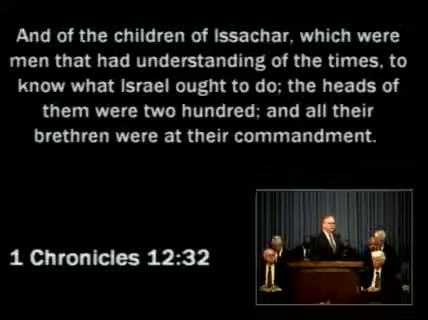 And of the children of Issachar, which were
men that had understanding of the times, to
know what Israel ought to do; the heads of
them were two hundred; and all their
brethren were at their commandment.
1 Chronicles 12:32